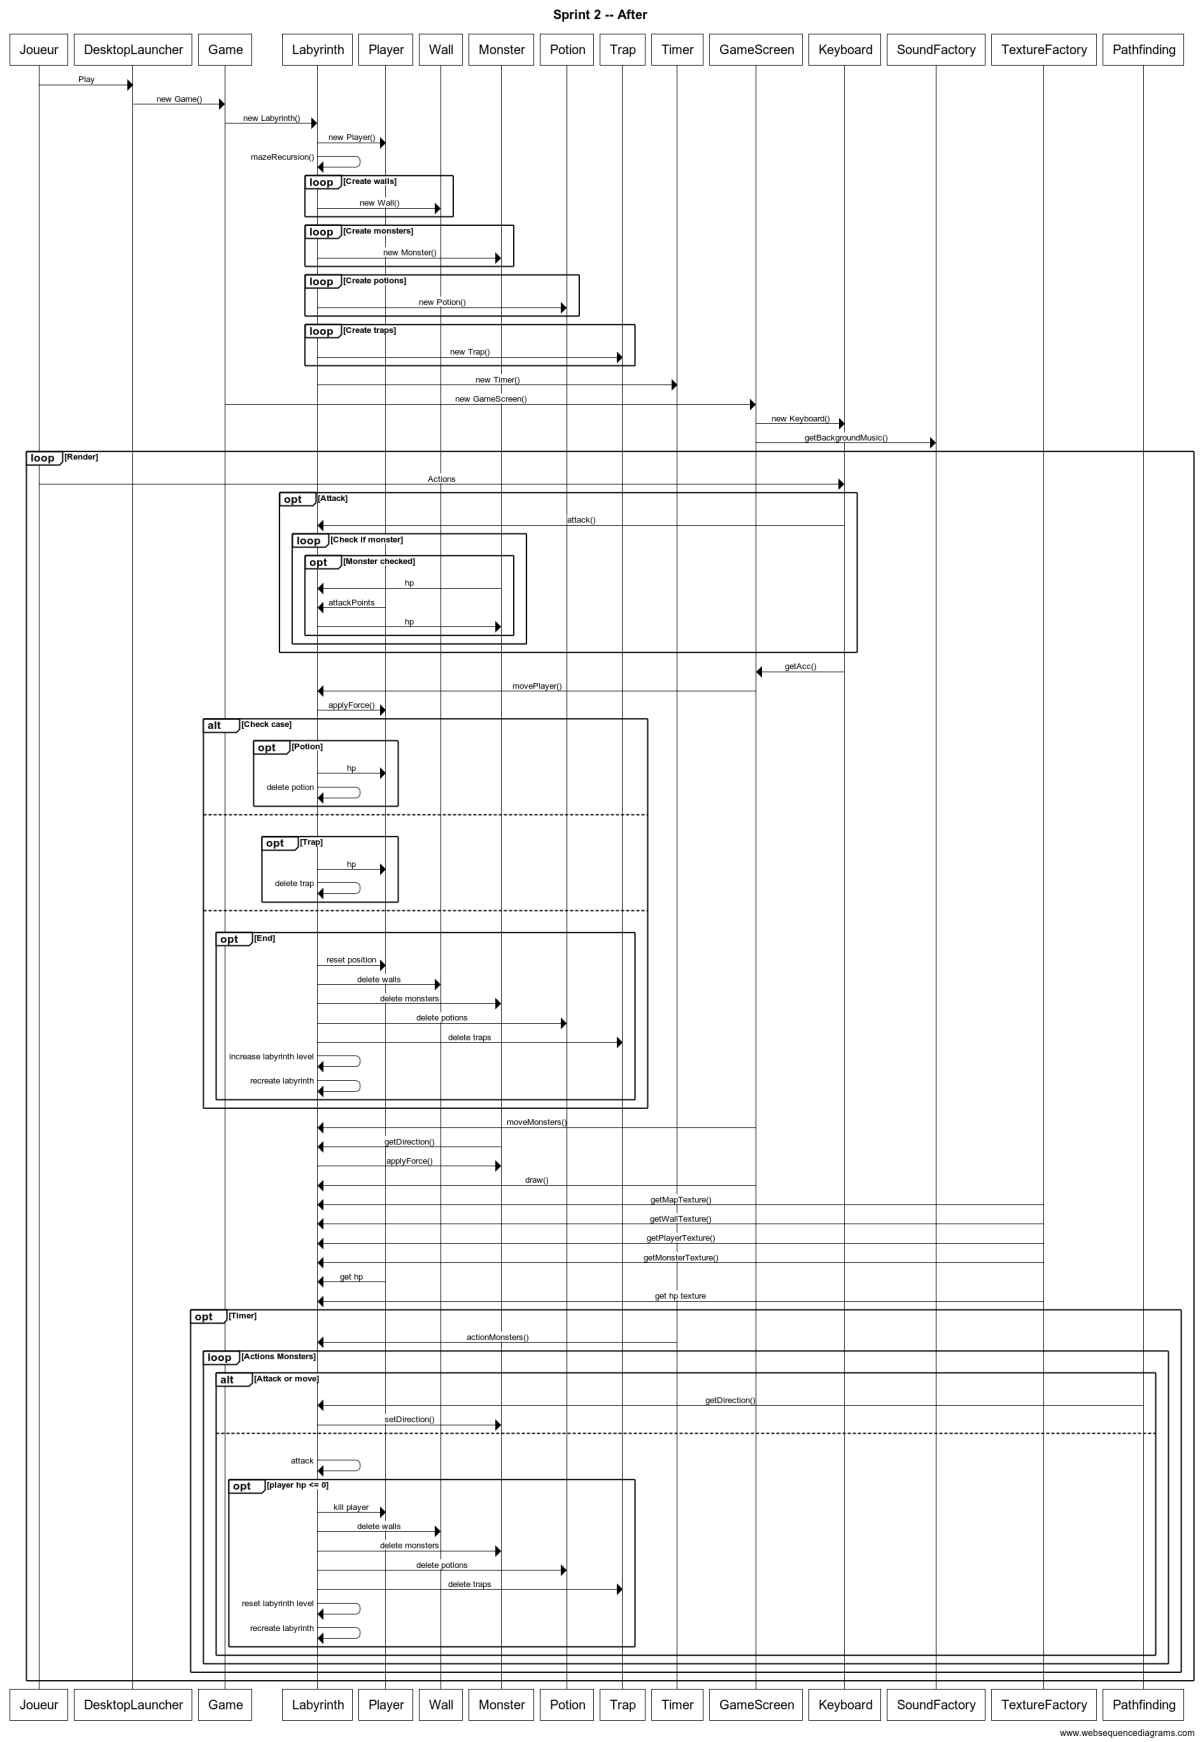 Sprint 2 -- After
Joueur DesktopLauncher Game Labyrinth Player Wall Monster Potion Trap Timer GameScreen Keyboard SoundFactory TextureFactory Pathfinding
Play
new Game()
new Labyrinth()
new Player()
mazeRecursion()
loop [Create walls]
new Wall()
loop [Create monsters]
new Monster()
loop [Create potions]
new Potion()
loop [Create traps]
new Trap()
new Timer()
new GameScreen()
new Keyboard()
getBackgroundMusic()
loop [Render]
Actions
opt [Attack]
attack()
loop [Check if monster]
opt [Monster checked]
hp
attackPoints
hp
getAcc()
movePlayer()
applyForce()
alt [Check case]
opt [Potion]
hp
delete potion
opt [Trap]
hp
delete trap
opt [End]
reset position
delete walls
delete monsters
delete potions
delete traps
increase labyrinth level
recreate labyrinth
moveMonsters()
getDirection()
applyForce()
draw()
getMapTexture()
getWallTexture()
getPlayerTexture()
getMonsterTexture()
get hp
get hp texture
opt [Timer]
actionMonsters()
loop [Actions Monsters]
alt [Attack or move]
getDirection()
setDirection()
attack
opt [player hp <= 0]
kill player
delete walls
delete monsters
delete potions
delete traps
reset labyrinth level
recreate labyrinth
Joueur DesktopLauncher Game Labyrinth Player Wall Monster Potion Trap Timer GameScreen Keyboard SoundFactory TextureFactory Pathfinding
www.websequencediagrams.com